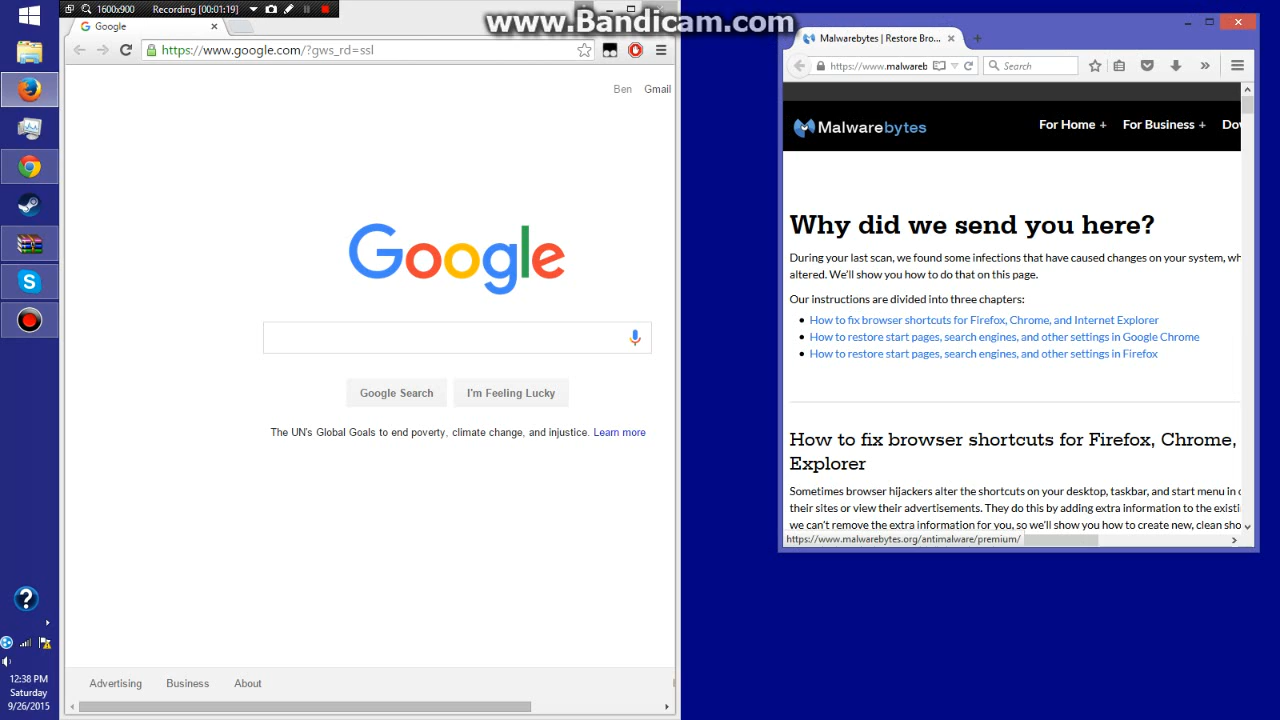 1600x900 Recording [00:01:19]
www.Bandicam.com
Google
https://www.google.com/?gws_rd=ssl
Ben Gmail
Google
Google Search I'm Feeling Lucky
The UN's Global Goals to end poverty, climate change, and injustice. Learn more
Advertising Business About
12:38 PM
Saturday
9/26/2015
Malwarebytes | Restore Bro...
https://www.malwareb
Search
Malwarebytes
For Home + For Business + Dow
Why did we send you here?
During your last scan, we found some infections that have caused changes on your system, wh
altered. We'll show you how to do that on this page.
Our instructions are divided into three chapters:
• How to fix browser shortcuts for Firefox, Chrome, and Internet Explorer
• How to restore start pages, search engines, and other settings in Google Chrome
• How to restore start pages, search engines, and other settings in Firefox
How to fix browser shortcuts for Firefox, Chrome,
Explorer
Sometimes browser hijackers alter the shortcuts on your desktop, taskbar, and start menu in o
their sites or view their advertisements. They do this by adding extra information to the existi
we can't remove the extra information for you, so we'll show you how to create new, clean sho
https://www.malwarebytes.org/antimalware/premium/